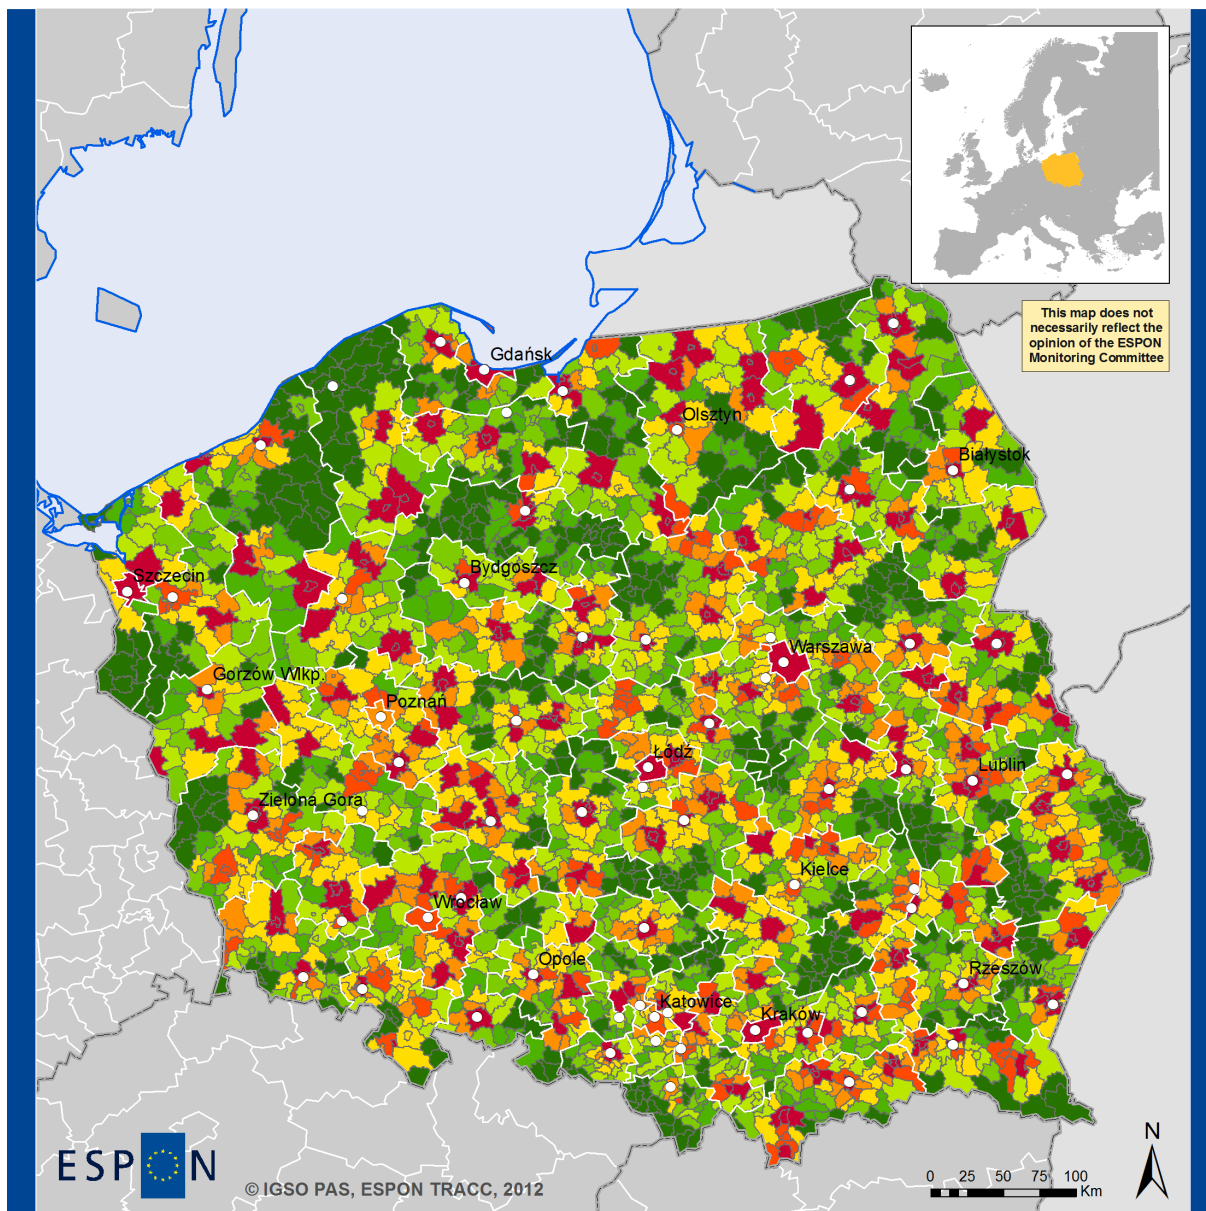 This map does not
necessarily reflect the
opinion of the ESPON
Monitoring Committee
Gdańsk
Olsztyn
Białystok
Szczecin
Bydgoszcz
Warszawa
Gorzów Wlkp.
Poznań
Łódź
Lublin
Zielona Gora
Kielce
Wrocław
Opole
Rzeszów
Katowice
Kraków
N
ESPON
© IGSO PAS, ESPON TRACC, 2012
0 25 50 75 100
Km